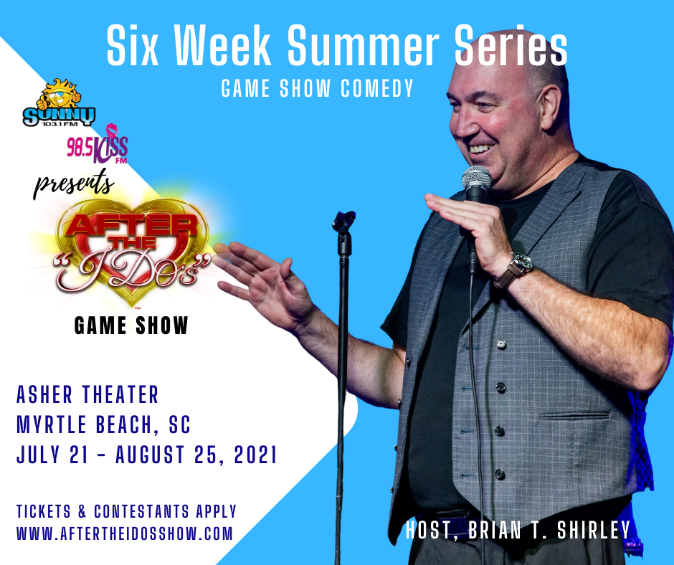 Six Week Summer Series
GAME SHOW COMEDY
SUNNY
103.1 FM
98.5 KISS
FM
presents
AFTER
THE
"I DO's"
GAME SHOW
ASHER THEATER
MYRTLE BEACH, SC
JULY 21 - AUGUST 25, 2021
TICKETS & CONTESTANTS APPLY
WWW.AFTERTHEIDOSSHOW.COM
HOST, BRIAN T. SHIRLEY